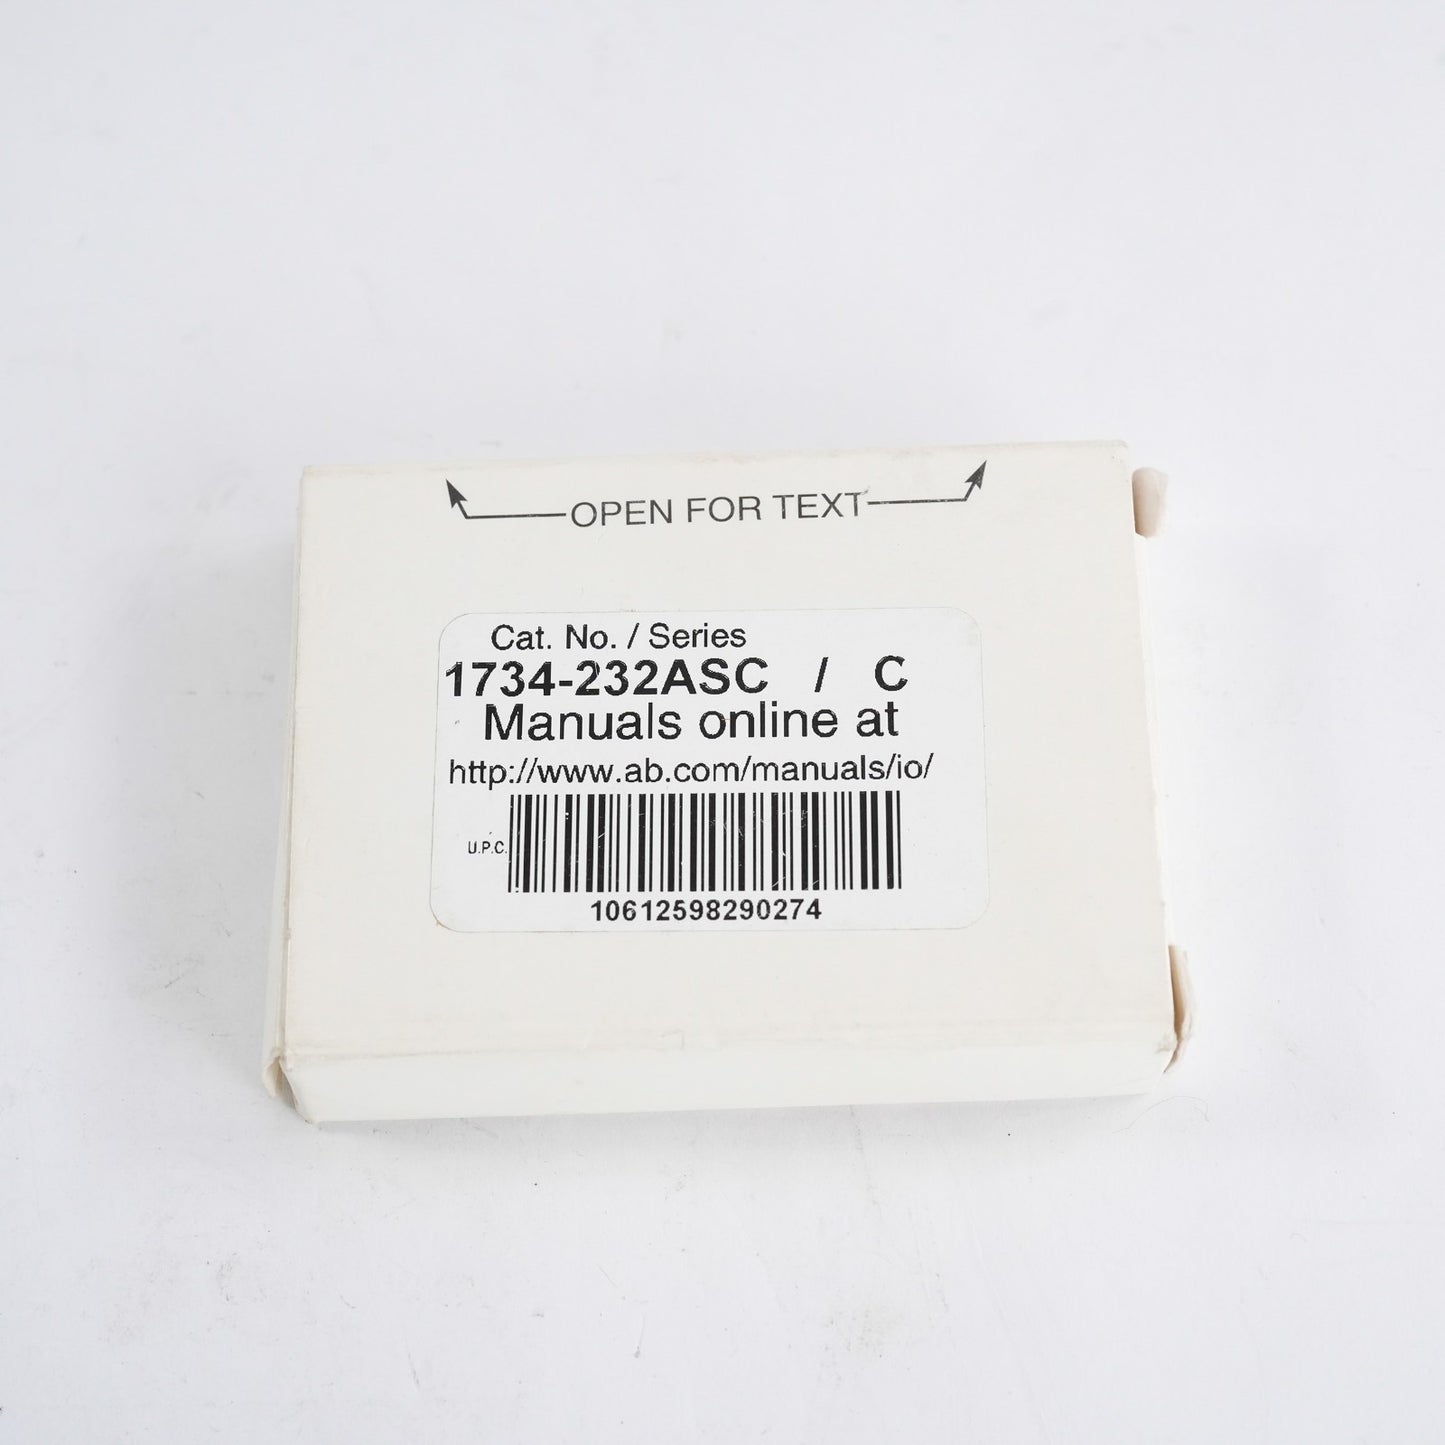 OPEN FOR TEXT
Cat. No. / Series
1734-232ASC / C
Manuals online at
http://www.ab.com/manuals/io/
U.P.C.
10612598290274